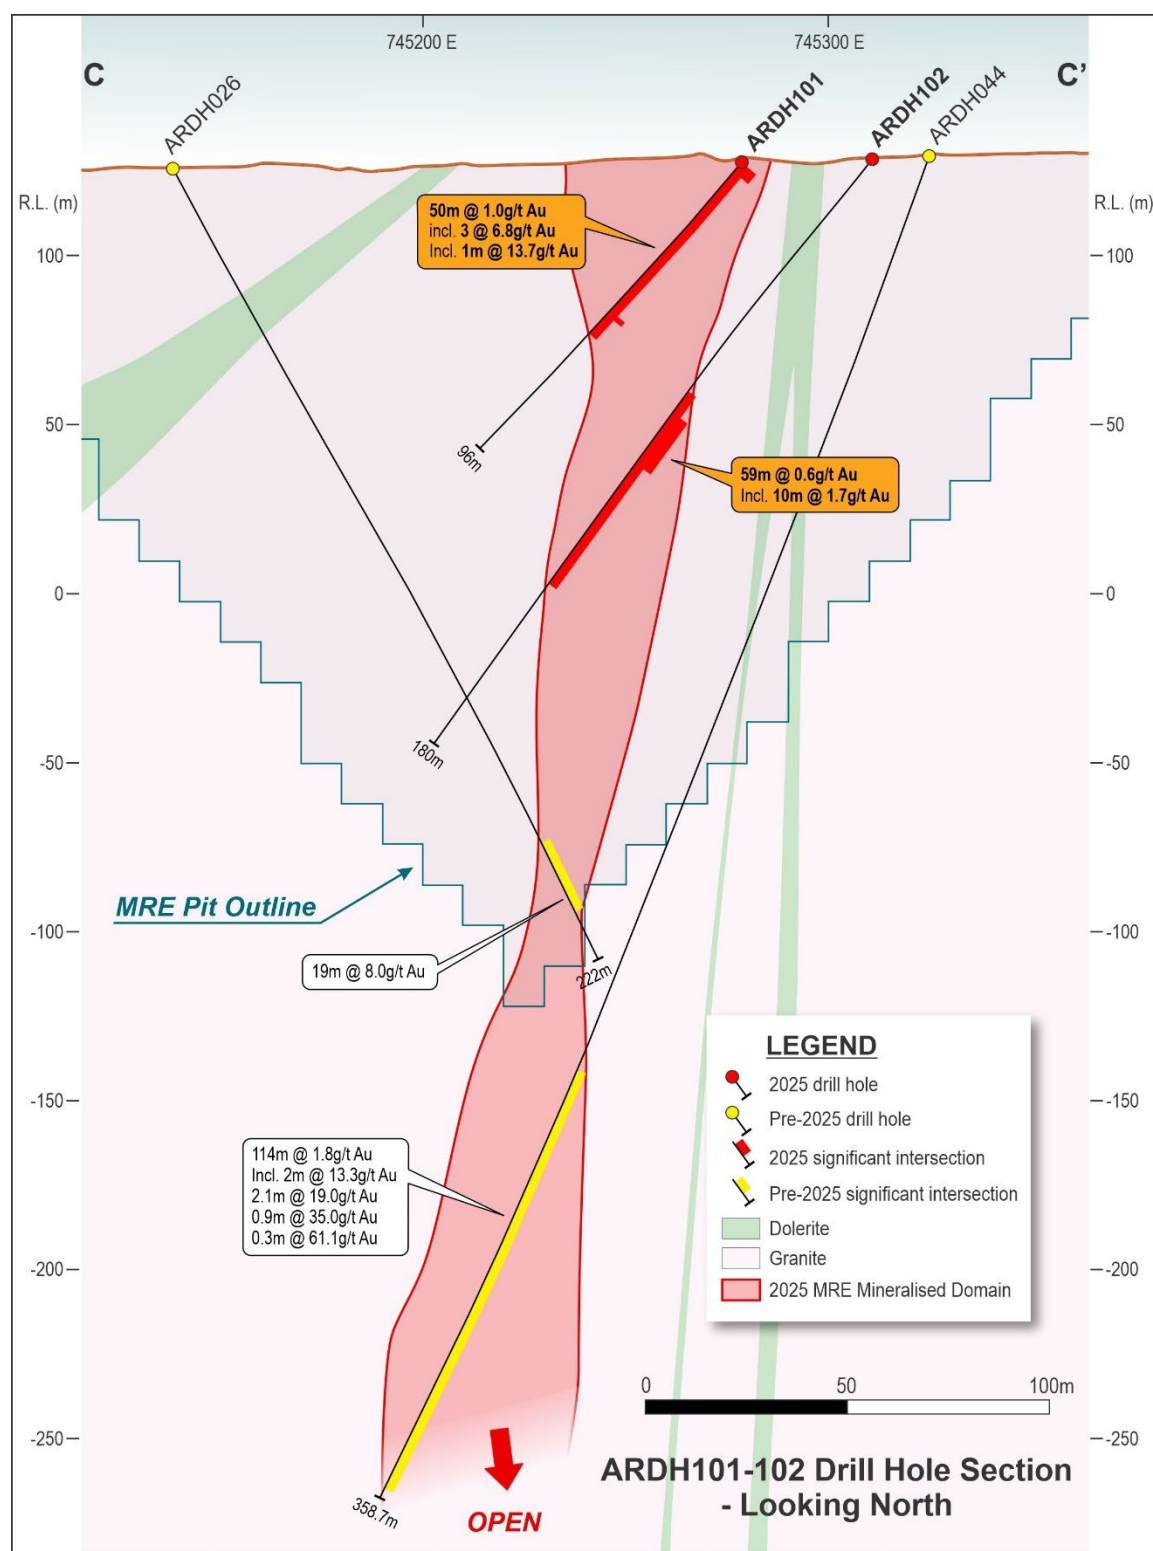 745200 E
745300 E
C
C'
ARDH026
ARDH101
ARDH102
ARDH044
R.L. (m)
R.L. (m)
50m @ 1.0g/t Au
incl. 3 @ 6.8g/t Au
Incl. 1m @ 13.7g/t Au
100
100
50
50
96m
59m @ 0.6g/t Au
Incl. 10m @ 1.7g/t Au
0
0
180m
-50
-50
MRE Pit Outline
-100
-100
19m @ 8.0g/t Au
222m
-150
-150
114m @ 1.8g/t Au
Incl. 2m @ 13.3g/t Au
2.1m @ 19.0g/t Au
0.9m @ 35.0g/t Au
0.3m @ 61.1g/t Au
LEGEND
2025 drill hole
Pre-2025 drill hole
2025 significant intersection
Pre-2025 significant intersection
Dolerite
Granite
2025 MRE Mineralised Domain
-200
-200
0
50
100m
-250
-250
358.7m
OPEN
ARDH101-102 Drill Hole Section
- Looking North